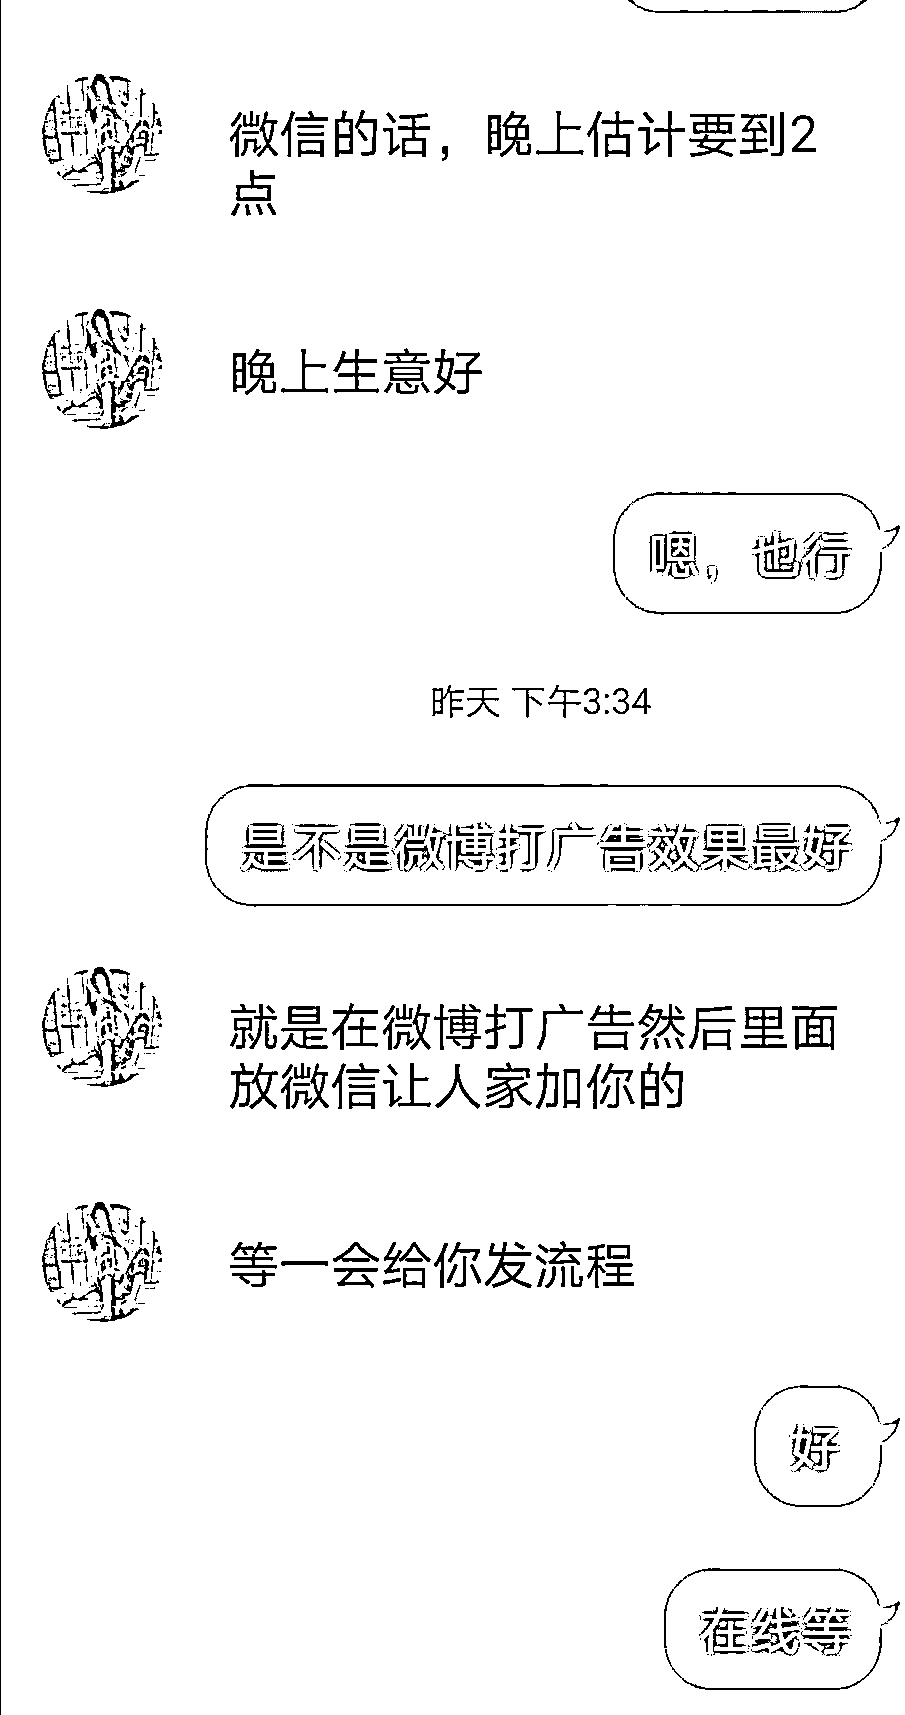 微信的话，晚上估计要到2
点
晚上生意好
嗯，也行
昨天 下午3:34
是不是微博打广告效果最好
就是在微博打广告然后里面
放微信让人家加你的
等一会给你发流程
好
在线等